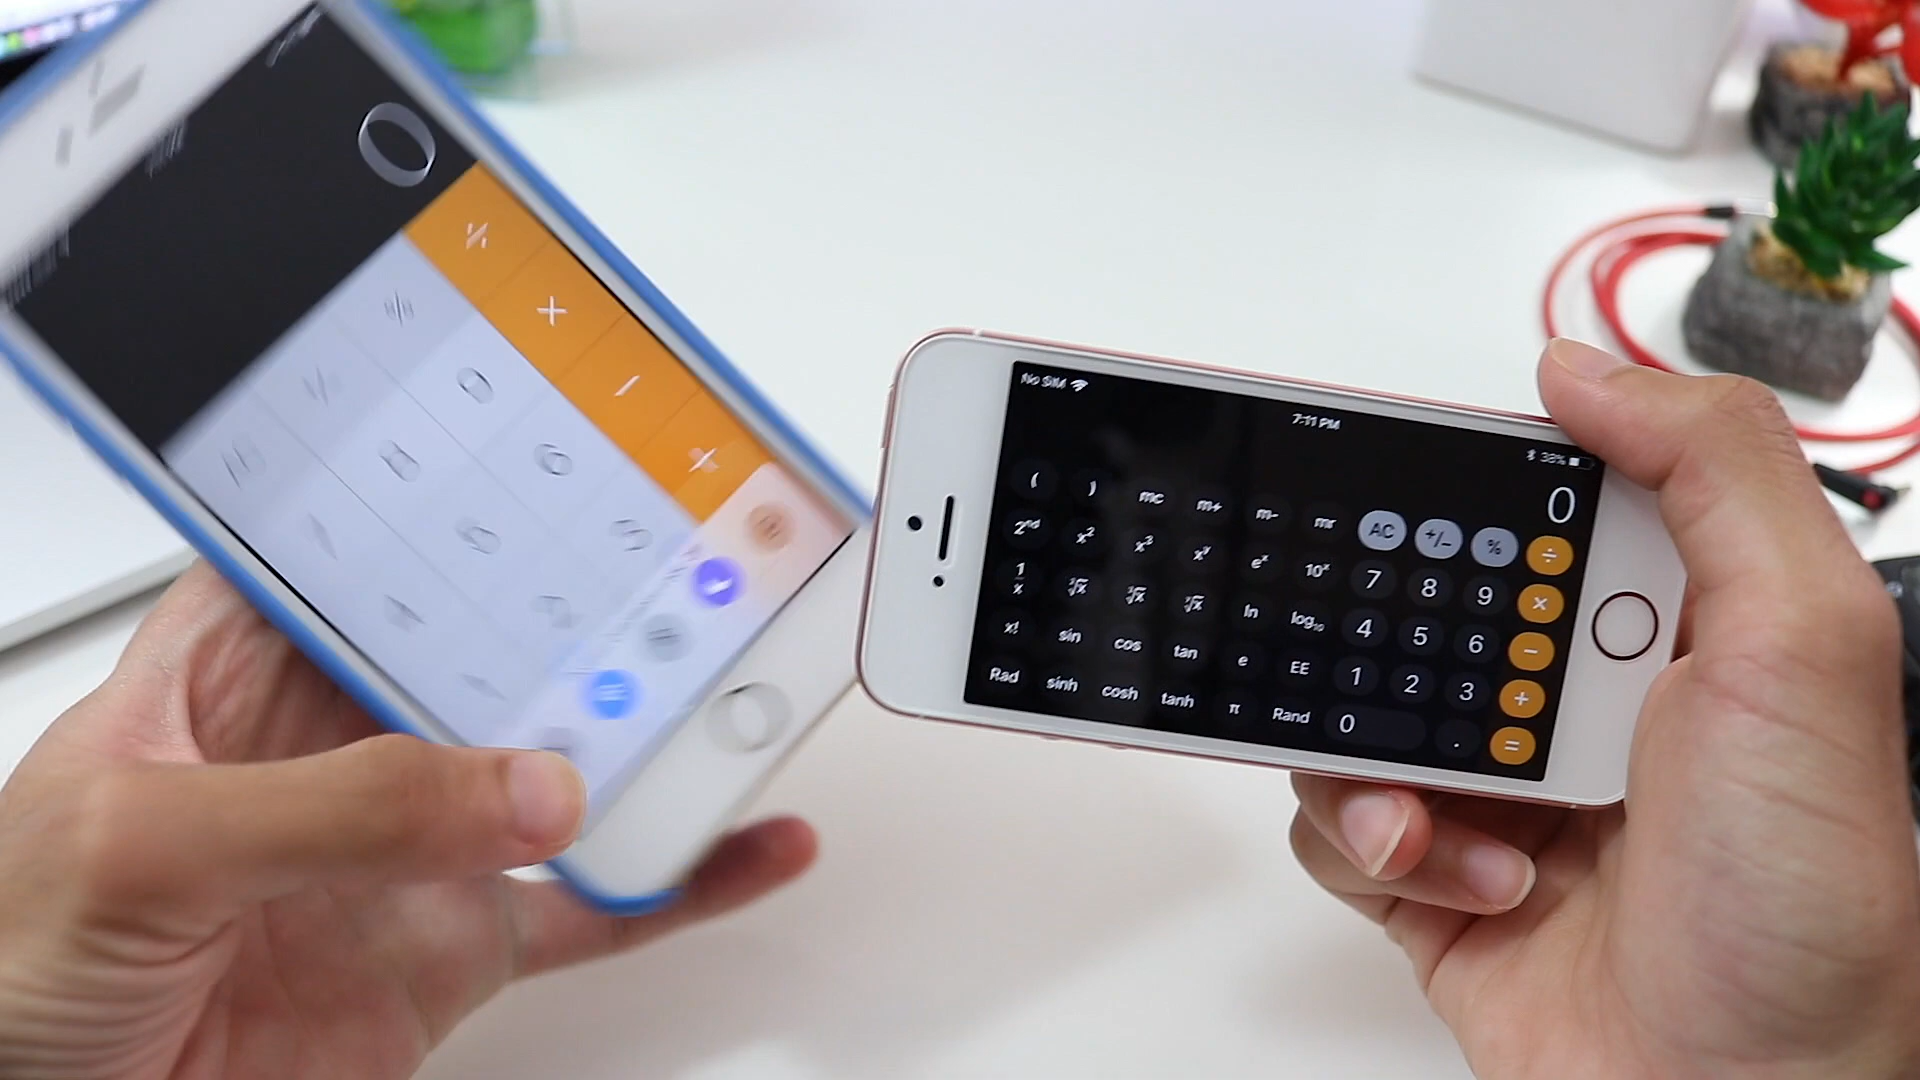 0
÷
×
−
+
No SIM
7:11 PM
38%
0
( ) mc m+ m- mr AC +/- % ÷
2ⁿᵈ x² x³ xʸ eˣ 10ˣ 7 8 9 ×
1/x ²√x ³√x ʸ√x ln log₁₀ 4 5 6 −
x! sin cos tan e EE 1 2 3 +
Rad sinh cosh tanh π Rand 0 . =